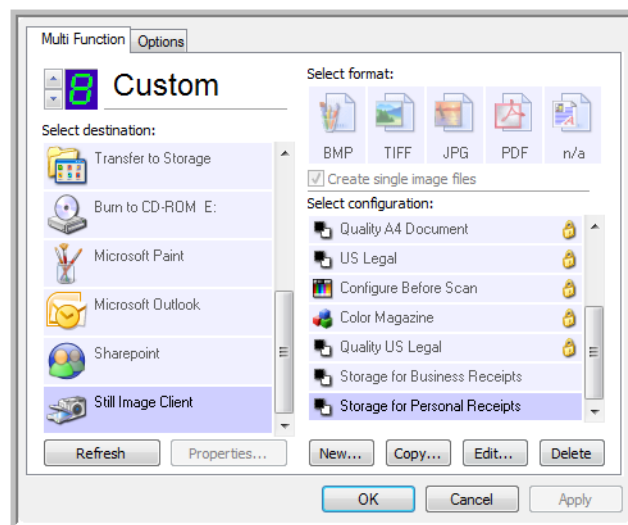 Multi Function
Options
8
Custom
Select destination:
Transfer to Storage
Burn to CD-ROM  E:
Microsoft Paint
Microsoft Outlook
Sharepoint
Still Image Client
Refresh
Properties...
Select format:
BMP
TIFF
JPG
PDF
n/a
Create single image files
Select configuration:
Quality A4 Document
US Legal
Configure Before Scan
Color Magazine
Quality US Legal
Storage for Business Receipts
Storage for Personal Receipts
New...
Copy...
Edit...
Delete
OK
Cancel
Apply